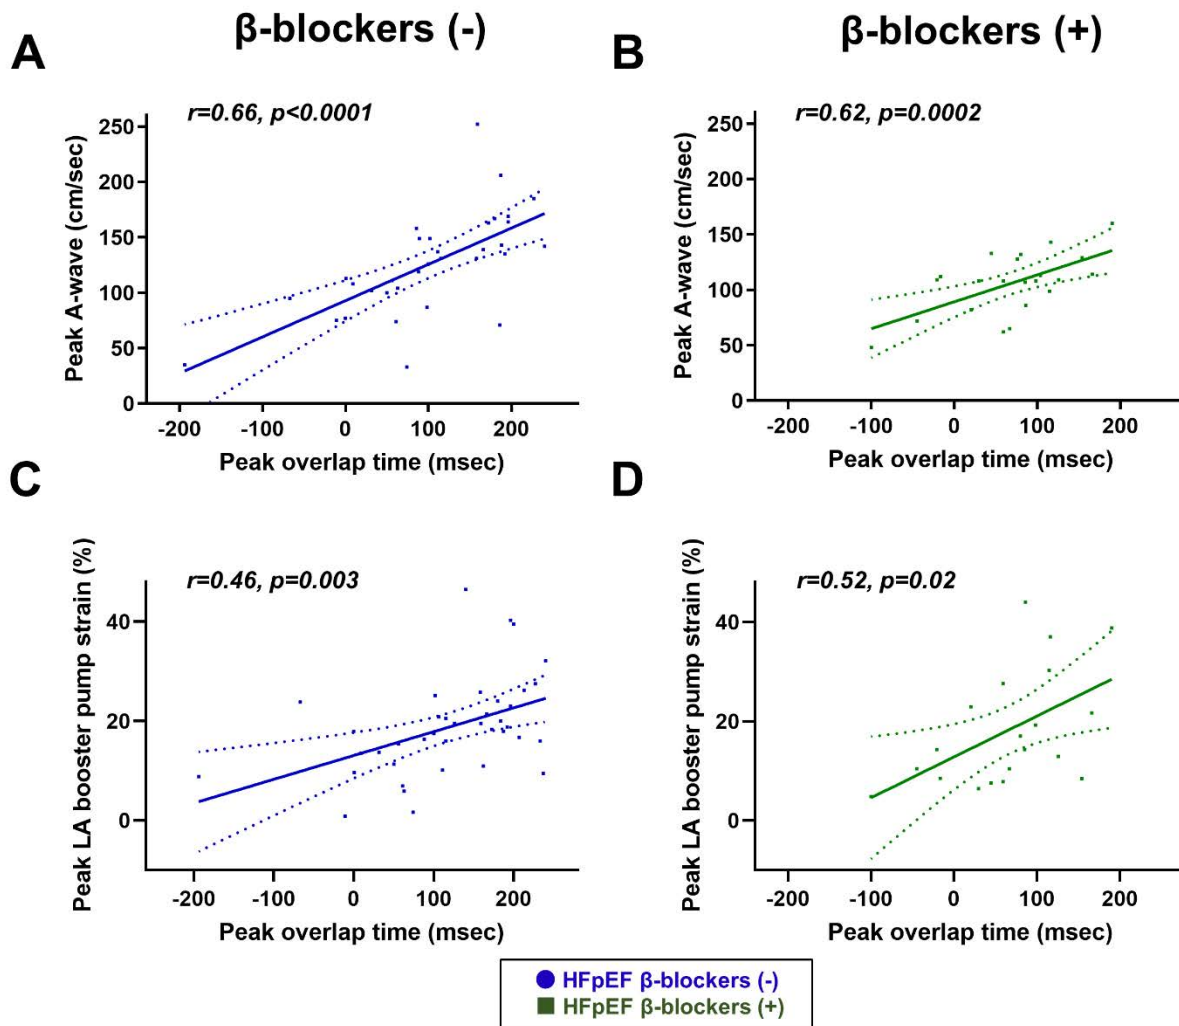 β-blockers (-)
β-blockers (+)
A
B
r=0.66, p<0.0001
r=0.62, p=0.0002
Peak A-wave (cm/sec)
250
200
150
100
50
0
-200 -100 0 100 200
Peak overlap time (msec)
Peak A-wave (cm/sec)
250
200
150
100
50
0
-200 -100 0 100 200
Peak overlap time (msec)
C
D
r=0.46, p=0.003
r=0.52, p=0.02
Peak LA booster pump strain (%)
40
20
0
-200 -100 0 100 200
Peak overlap time (msec)
Peak LA booster pump strain (%)
40
20
0
-200 -100 0 100 200
Peak overlap time (msec)
HFpEF β-blockers (-)
HFpEF β-blockers (+)